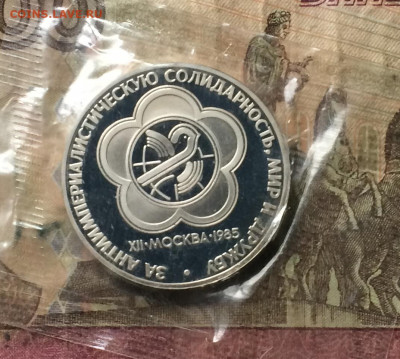 COINS.LAVE.RU
ЗА АНТИИМПЕРИАЛИСТИЧЕСКУЮ СОЛИДАРНОСТЬ, МИР И ДРУЖБУ •
XII • МОСКВА • 1985